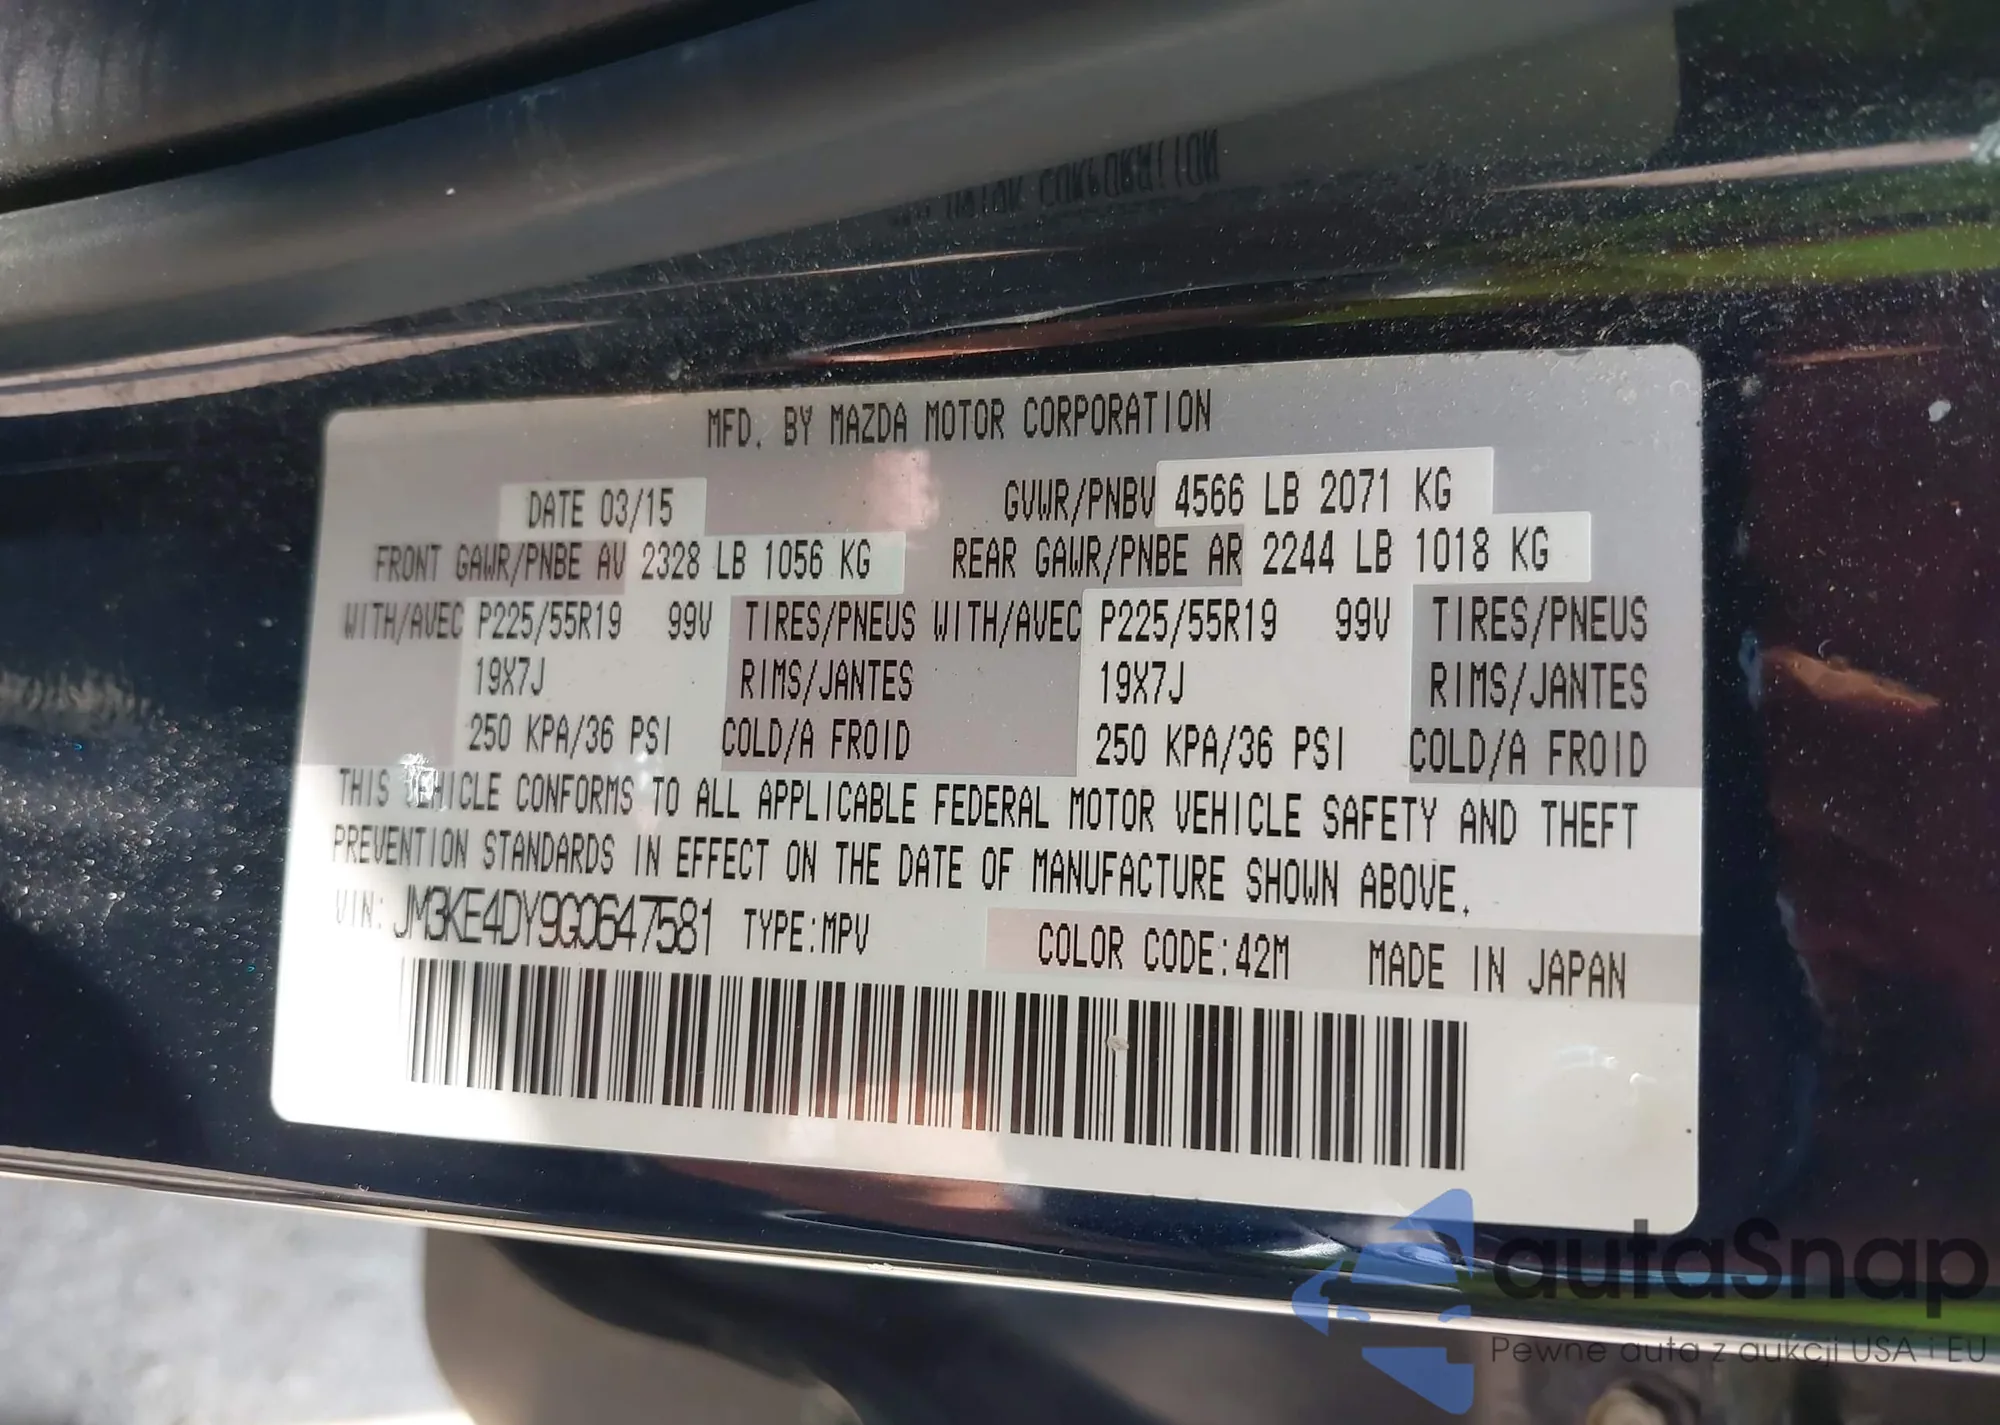 MFD. BY MAZDA MOTOR CORPORATION
DATE 03/15 GVWR/PNBV 4566 LB 2071 KG
FRONT GAWR/PNBE AV 2328 LB 1056 KG REAR GAWR/PNBE AR 2244 LB 1018 KG
WITH/AVEC P225/55R19 99V TIRES/PNEUS WITH/AVEC P225/55R19 99V TIRES/PNEUS
19X7J RIMS/JANTES 19X7J RIMS/JANTES
250 KPA/36 PSI COLD/A FROID 250 KPA/36 PSI COLD/A FROID
THIS VEHICLE CONFORMS TO ALL APPLICABLE FEDERAL MOTOR VEHICLE SAFETY AND THEFT
PREVENTION STANDARDS IN EFFECT ON THE DATE OF MANUFACTURE SHOWN ABOVE.
VIN: JM3KE4DY9G0647581 TYPE:MPV COLOR CODE:42M MADE IN JAPAN
autaSnap
Pewne auta z aukcji USA i EU